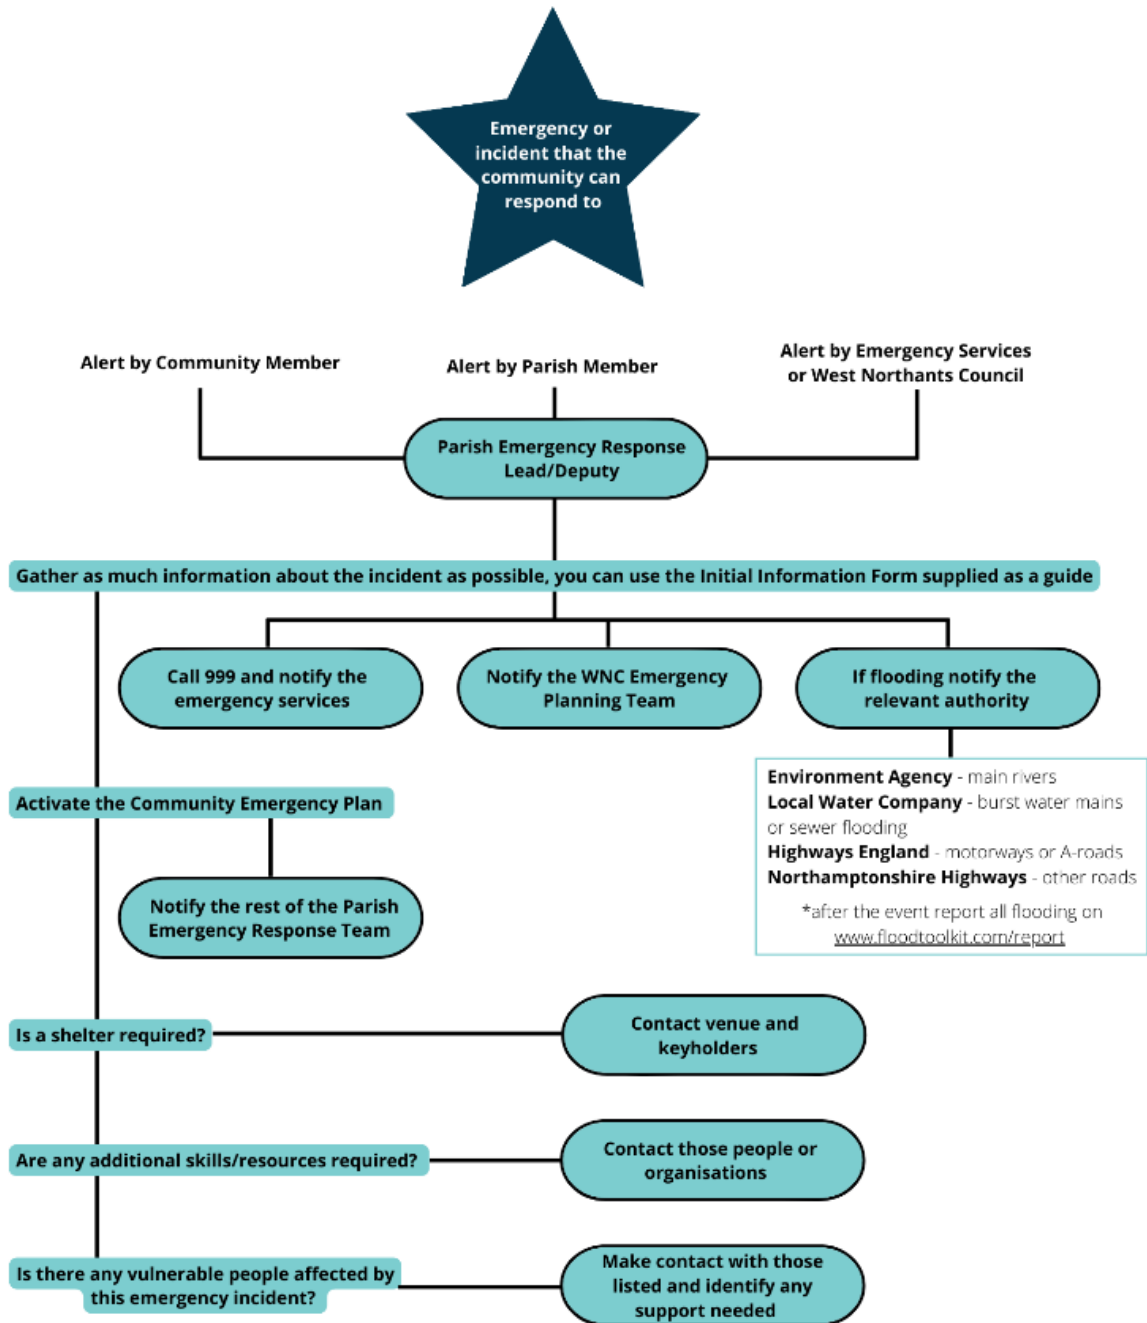 Emergency or
incident that the
community can
respond to
Alert by Community Member
Alert by Parish Member
Alert by Emergency Services
or West Northants Council
Parish Emergency Response
Lead/Deputy
Gather as much information about the incident as possible, you can use the Initial Information Form supplied as a guide
Call 999 and notify the
emergency services
Notify the WNC Emergency
Planning Team
If flooding notify the
relevant authority
Environment Agency - main rivers
Local Water Company - burst water mains
or sewer flooding
Highways England - motorways or A-roads
Northamptonshire Highways - other roads
*after the event report all flooding on
www.floodtoolkit.com/report
Activate the Community Emergency Plan
Notify the rest of the Parish
Emergency Response Team
Is a shelter required?
Contact venue and
keyholders
Are any additional skills/resources required?
Contact those people or
organisations
Is there any vulnerable people affected by
this emergency incident?
Make contact with those
listed and identify any
support needed